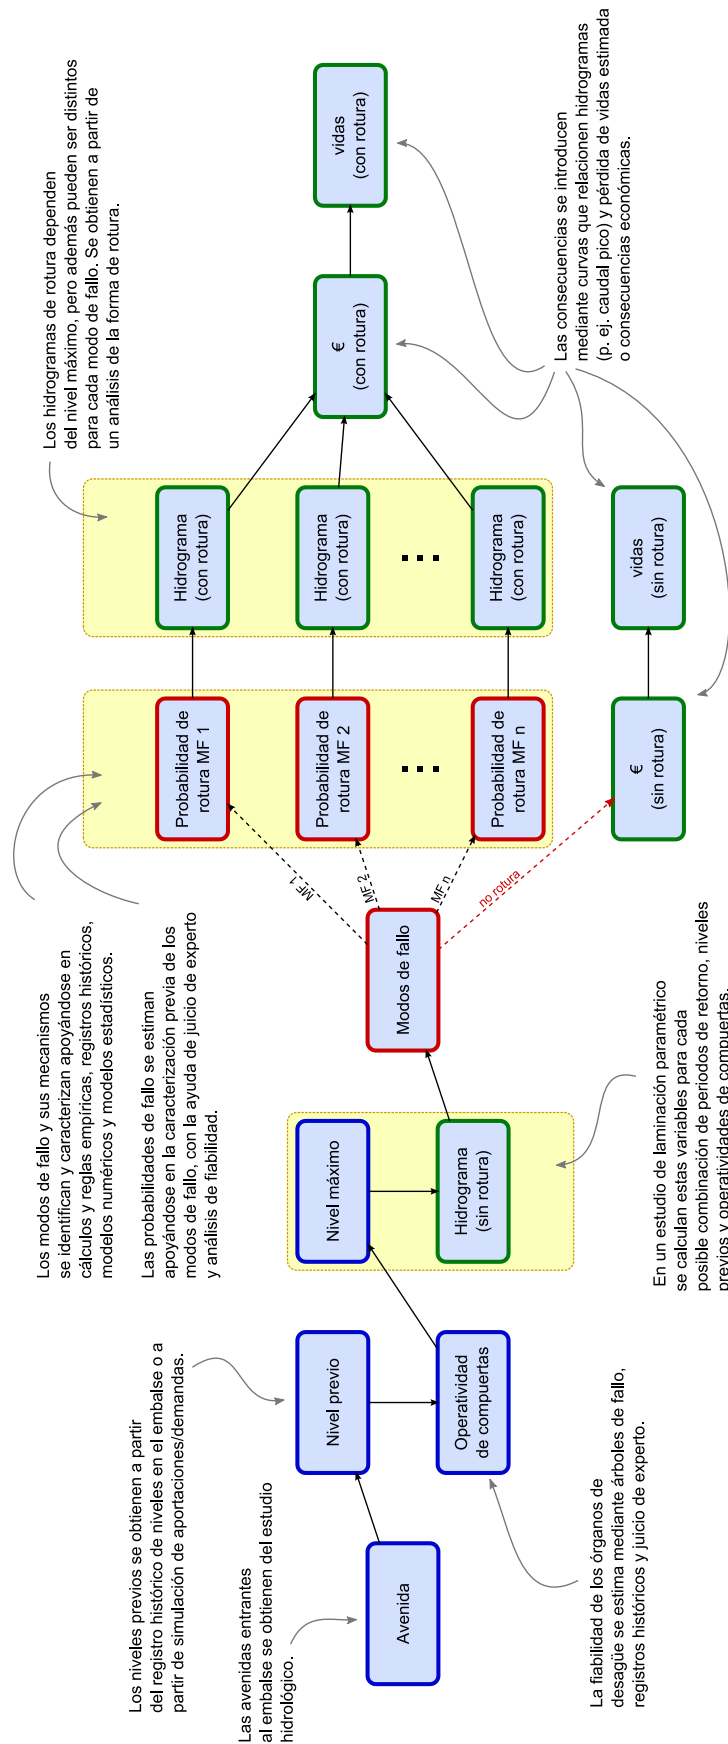 Los modos de fallo y sus mecanismos
se identifican y caracterizan apoyándose en
cálculos y reglas empíricas, registros históricos,
modelos numéricos y modelos estadísticos.
Las probabilidades de fallo se estiman
apoyándose en la caracterización previa de los
modos de fallo, con la ayuda de juicio de experto
y análisis de fiabilidad.
Los hidrogramas de rotura dependen
del nivel máximo, pero además pueden ser distintos
para cada modo de fallo. Se obtienen a partir de
un análisis de la forma de rotura.
Los niveles previos se obtienen a partir
del registro histórico de niveles en el embalse o a
partir de simulación de aportaciones/demandas.
Las avenidas entrantes
al embalse se obtienen del estudio
hidrológico.
Avenida
Nivel previo
Operatividad
de compuertas
Nivel máximo
Hidrograma
(sin rotura)
Modos de fallo
MF 1
MF 2
MF n
no rotura
Probabilidad de
rotura MF 1
Probabilidad de
rotura MF 2
...
Probabilidad de
rotura MF n
Hidrograma
(con rotura)
Hidrograma
(con rotura)
...
Hidrograma
(con rotura)
€
(con rotura)
vidas
(con rotura)
€
(sin rotura)
vidas
(sin rotura)
La fiabilidad de los órganos de
desagüe se estima mediante árboles de fallo,
registros históricos y juicio de experto.
En un estudio de laminación paramétrico
se calculan estas variables para cada
posible combinación de periodos de retorno, niveles
previos y operatividades de compuertas.
Las consecuencias se introducen
mediante curvas que relacionen hidrogramas
(p. ej. caudal pico) y pérdida de vidas estimada
o consecuencias económicas.